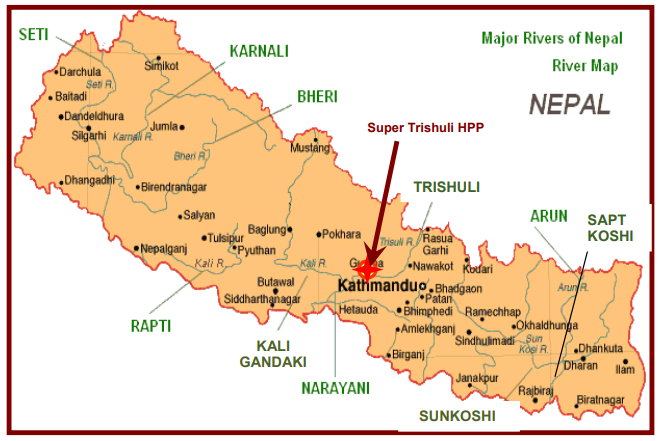 SETI
KARNALI
BHERI
Major Rivers of Nepal
River Map
NEPAL
Super Trishuli HPP
Darchula
Simikot
Seti R.
Baitadi
Dandeldhura
Silgarhi
Karnali R.
Jumla
Bheri R.
Mustang
Dhangadhi
Birendranagar
TRISHULI
ARUN
SAPT
KOSHI
Salyan
Tulsipur
Baglung
Pokhara
Trisuli R.
Rasua
Garhi
Nepalganj
Pyuthan
Kali R.
Kali R.
Nawakot
Kodari
Arun R.
Butawal
Siddharthanagar
Kathmandu
Bhadgaon
Patan
Hetauda
Bhimphedi
Ramechhap
Okhaldhunga
RAPTI
KALI
GANDAKI
Amlekhganj
Sindhulimadi
Sun
Kosi R.
Dhankuta
Dharan
Ilam
Birganj
NARAYANI
Janakpur
Rajbiraj
Biratnagar
SUNKOSHI